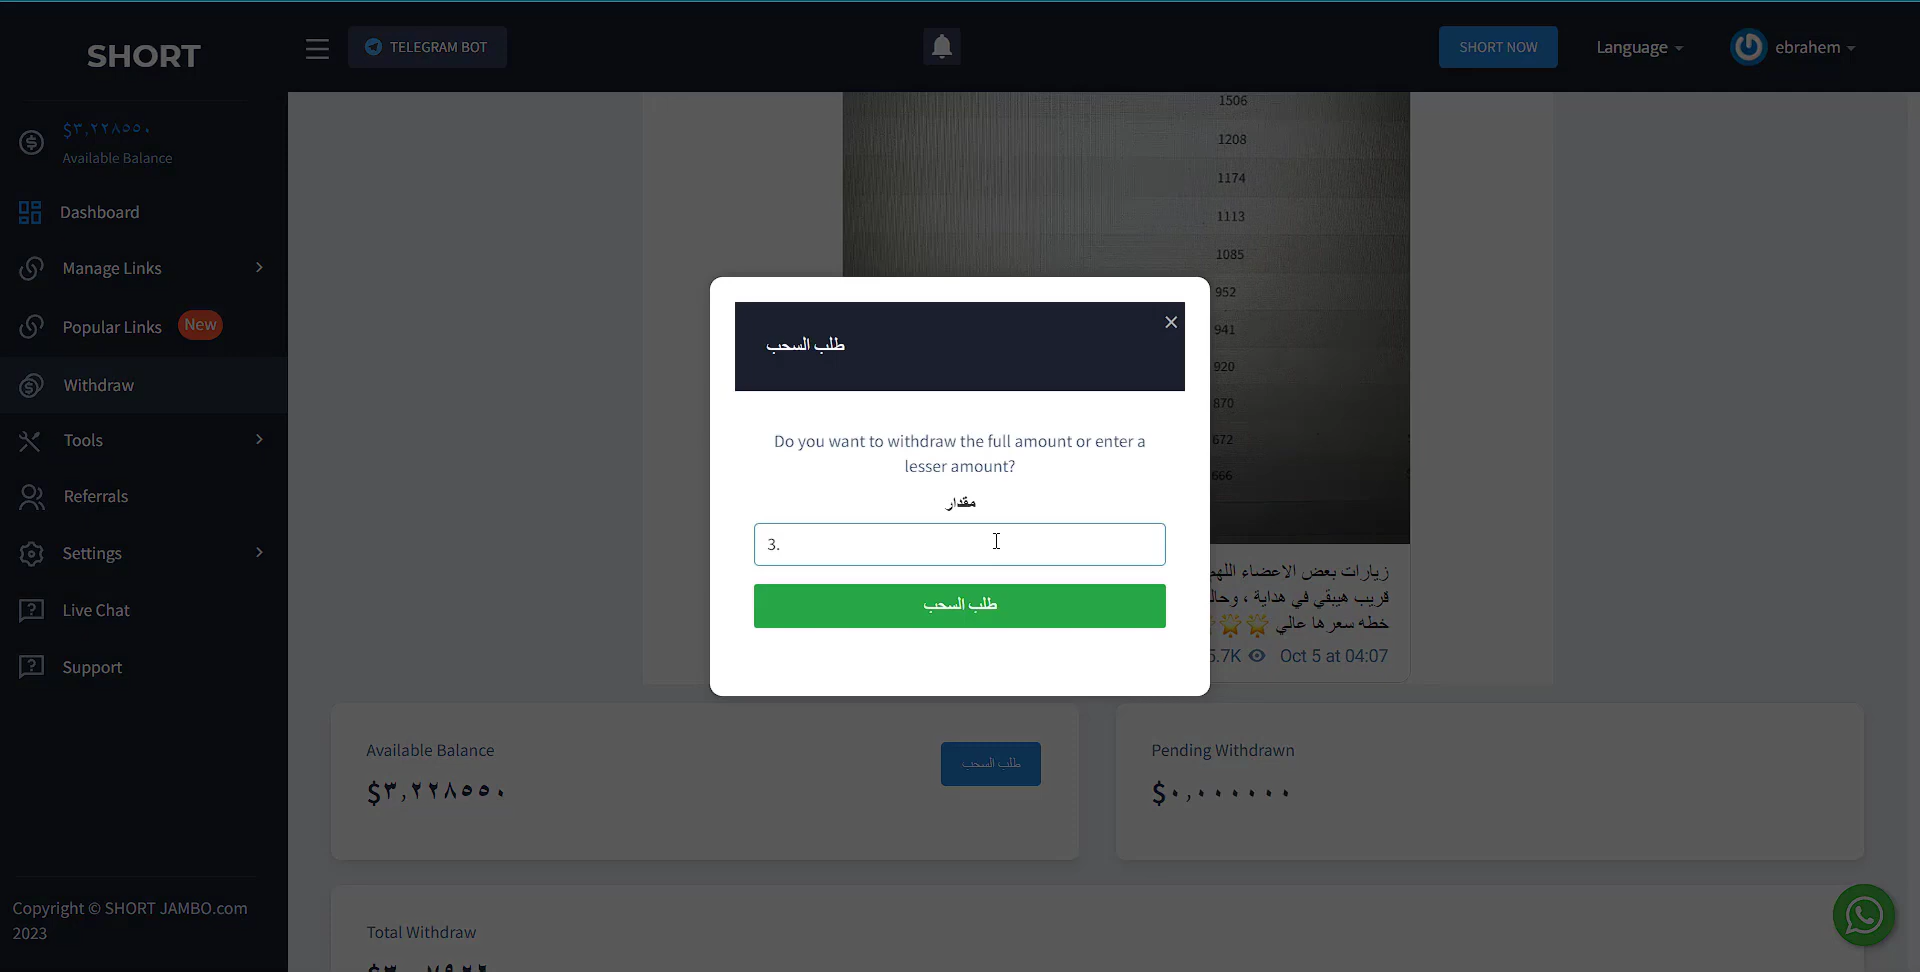 SHORT
TELEGRAM BOT
SHORT NOW
Language
ebrahem
$٣,٢٢٨٥٥٠
Available Balance
Dashboard
Manage Links
Popular Links New
Withdraw
Tools
Referrals
Settings
Live Chat
Support
Copyright © SHORT JAMBO.com
2023
1506
1208
1174
1113
1085
952
941
920
870
672
666
طلب السحب
Do you want to withdraw the full amount or enter a
lesser amount?
مقدار
3.
طلب السحب
زيارات بعض الاعضاء اللهم
قريب هيبقي في هداية ، وحال
خطه سعرها عالي 🌟🌟
5.7K Oct 5 at 04:07
Available Balance
طلب السحب
$٣,٢٢٨٥٥٠
Pending Withdrawn
$٠,٠٠٠٠٠٠
Total Withdraw